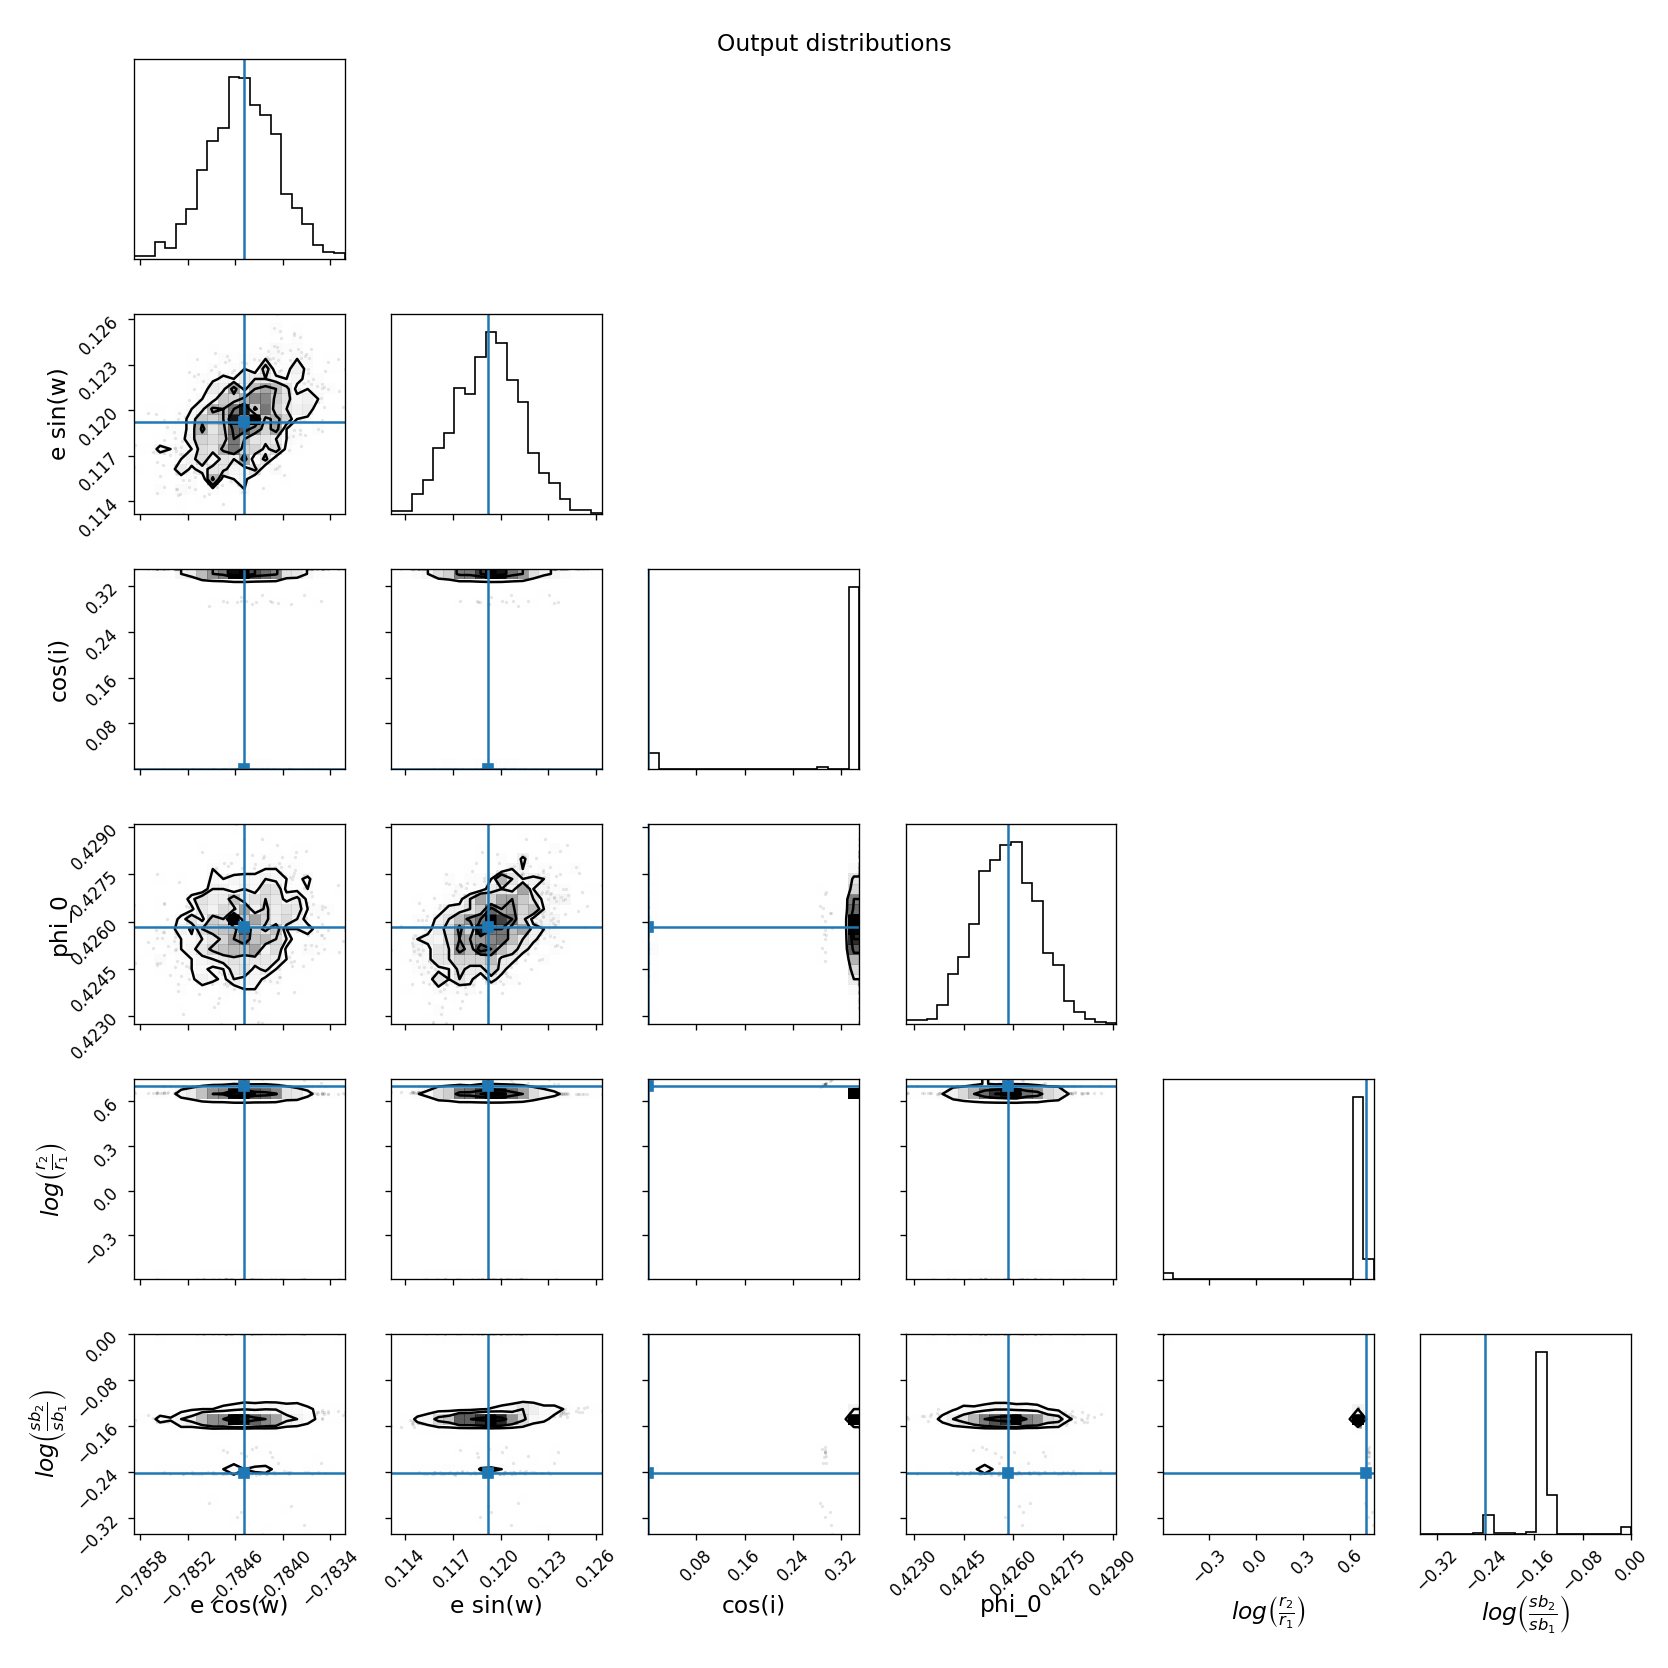 Output distributions
e sin(w)
0.126
0.123
0.120
0.117
0.114
cos(i)
0.32
0.24
0.16
0.08
phi_0
0.4290
0.4275
0.4260
0.4245
0.4230
log(r2/r1)
0.6
0.3
0.0
−0.3
log(sb2/sb1)
0.00
−0.08
−0.16
−0.24
−0.32
−0.7858 −0.7852 −0.7846 −0.7840 −0.7834
0.114 0.117 0.120 0.123 0.126
0.08 0.16 0.24 0.32
0.4230 0.4245 0.4260 0.4275 0.4290
−0.3 0.0 0.3 0.6
−0.32 −0.24 −0.16 −0.08 0.00
e cos(w) e sin(w) cos(i) phi_0 log(r2/r1) log(sb2/sb1)